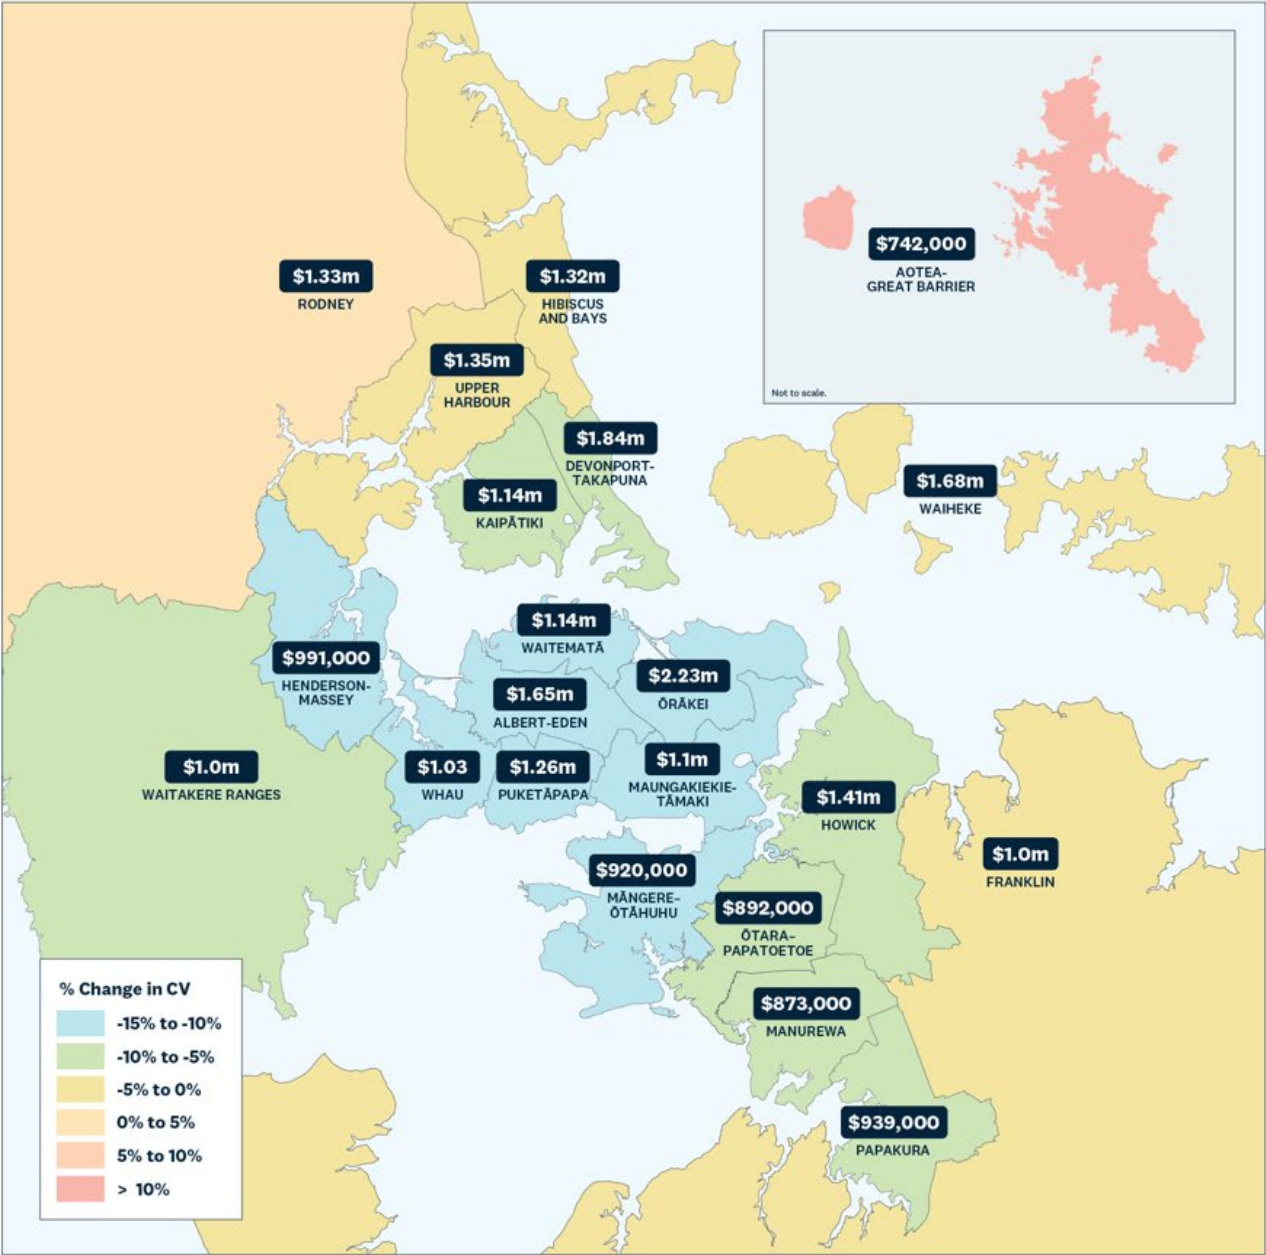 $742,000
AOTEA-
GREAT BARRIER
Not to scale.
$1.33m
RODNEY
$1.32m
HIBISCUS
AND BAYS
$1.35m
UPPER
HARBOUR
$1.84m
DEVONPORT-
TAKAPUNA
$1.14m
KAIPĀTIKI
$1.68m
WAIHEKE
$1.14m
WAITEMATĀ
$991,000
HENDERSON-
MASSEY
$2.23m
ŌRĀKEI
$1.65m
ALBERT-EDEN
$1.0m
WAITAKERE RANGES
$1.03
WHAU
$1.26m
PUKETĀPAPA
$1.1m
MAUNGAKIEKIE-
TĀMAKI
$1.41m
HOWICK
$1.0m
FRANKLIN
$920,000
MĀNGERE-
ŌTĀHUHU
$892,000
ŌTARA-
PAPATOETOE
$873,000
MANUREWA
$939,000
PAPAKURA
% Change in CV
-15% to -10%
-10% to -5%
-5% to 0%
0% to 5%
5% to 10%
> 10%